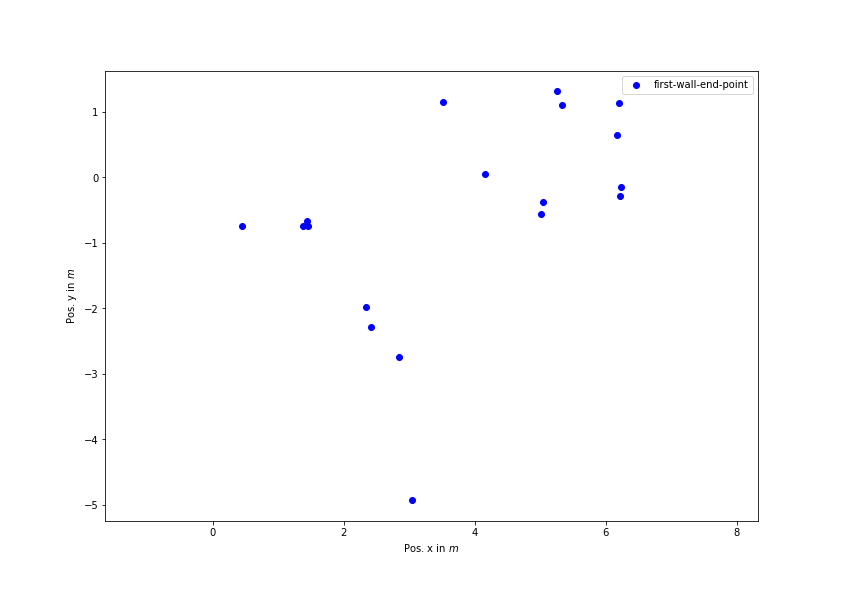 first-wall-end-point
1
0
−1
−2
−3
−4
−5
Pos. y in m
0 2 4 6 8
Pos. x in m